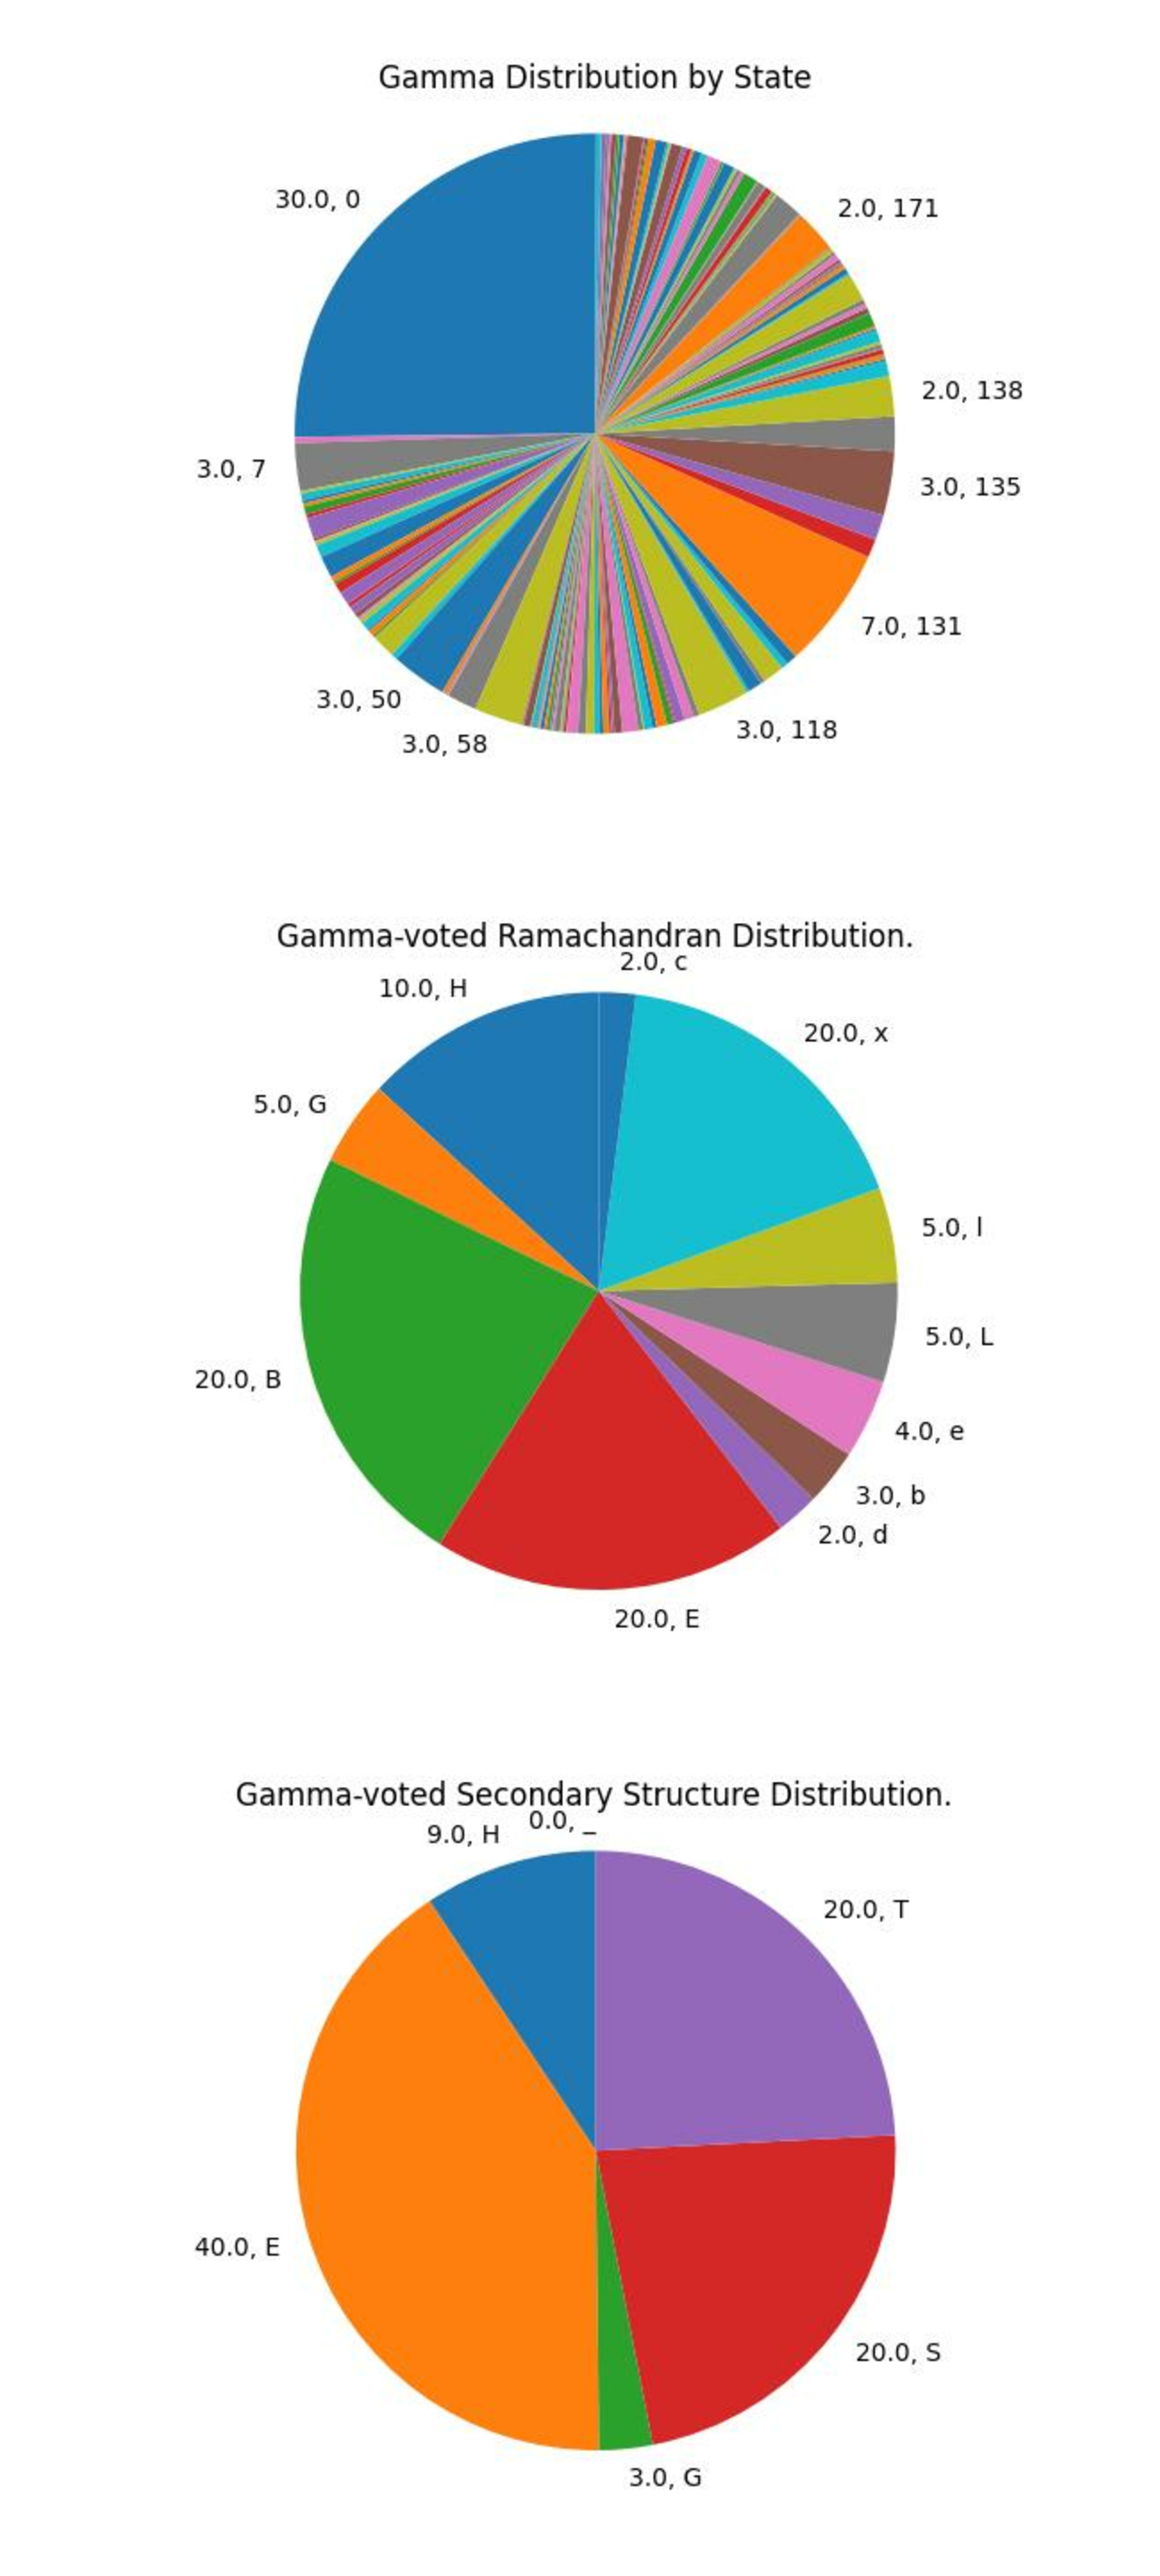 Gamma Distribution by State
30.0, 0
2.0, 171
2.0, 138
3.0, 7
3.0, 135
7.0, 131
3.0, 50
3.0, 118
3.0, 58
Gamma-voted Ramachandran Distribution.
2.0, c
10.0, H
20.0, x
5.0, G
5.0, l
5.0, L
20.0, B
4.0, e
3.0, b
2.0, d
20.0, E
Gamma-voted Secondary Structure Distribution.
0.0, _
9.0, H
20.0, T
40.0, E
20.0, S
3.0, G